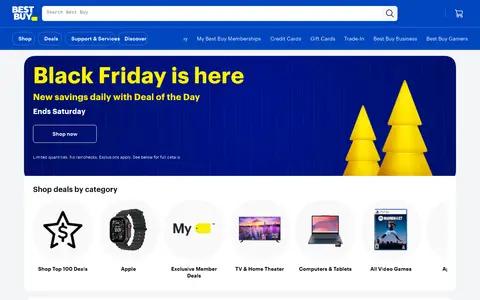 BEST
BUY
Search Best Buy
Shop
Deals
Support & Services
Discover
My Best Buy Memberships
Credit Cards
Gift Cards
Trade-In
Best Buy Business
Best Buy Gamers
Black Friday is here
New savings daily with Deal of the Day
Ends Saturday
Shop now
Limited quantities. No rainchecks. Exclusions apply. See below for full details
Shop deals by category
My
Shop Top 100 Deals
Apple
Exclusive Member
Deals
TV & Home Theater
Computers & Tablets
All Video Games